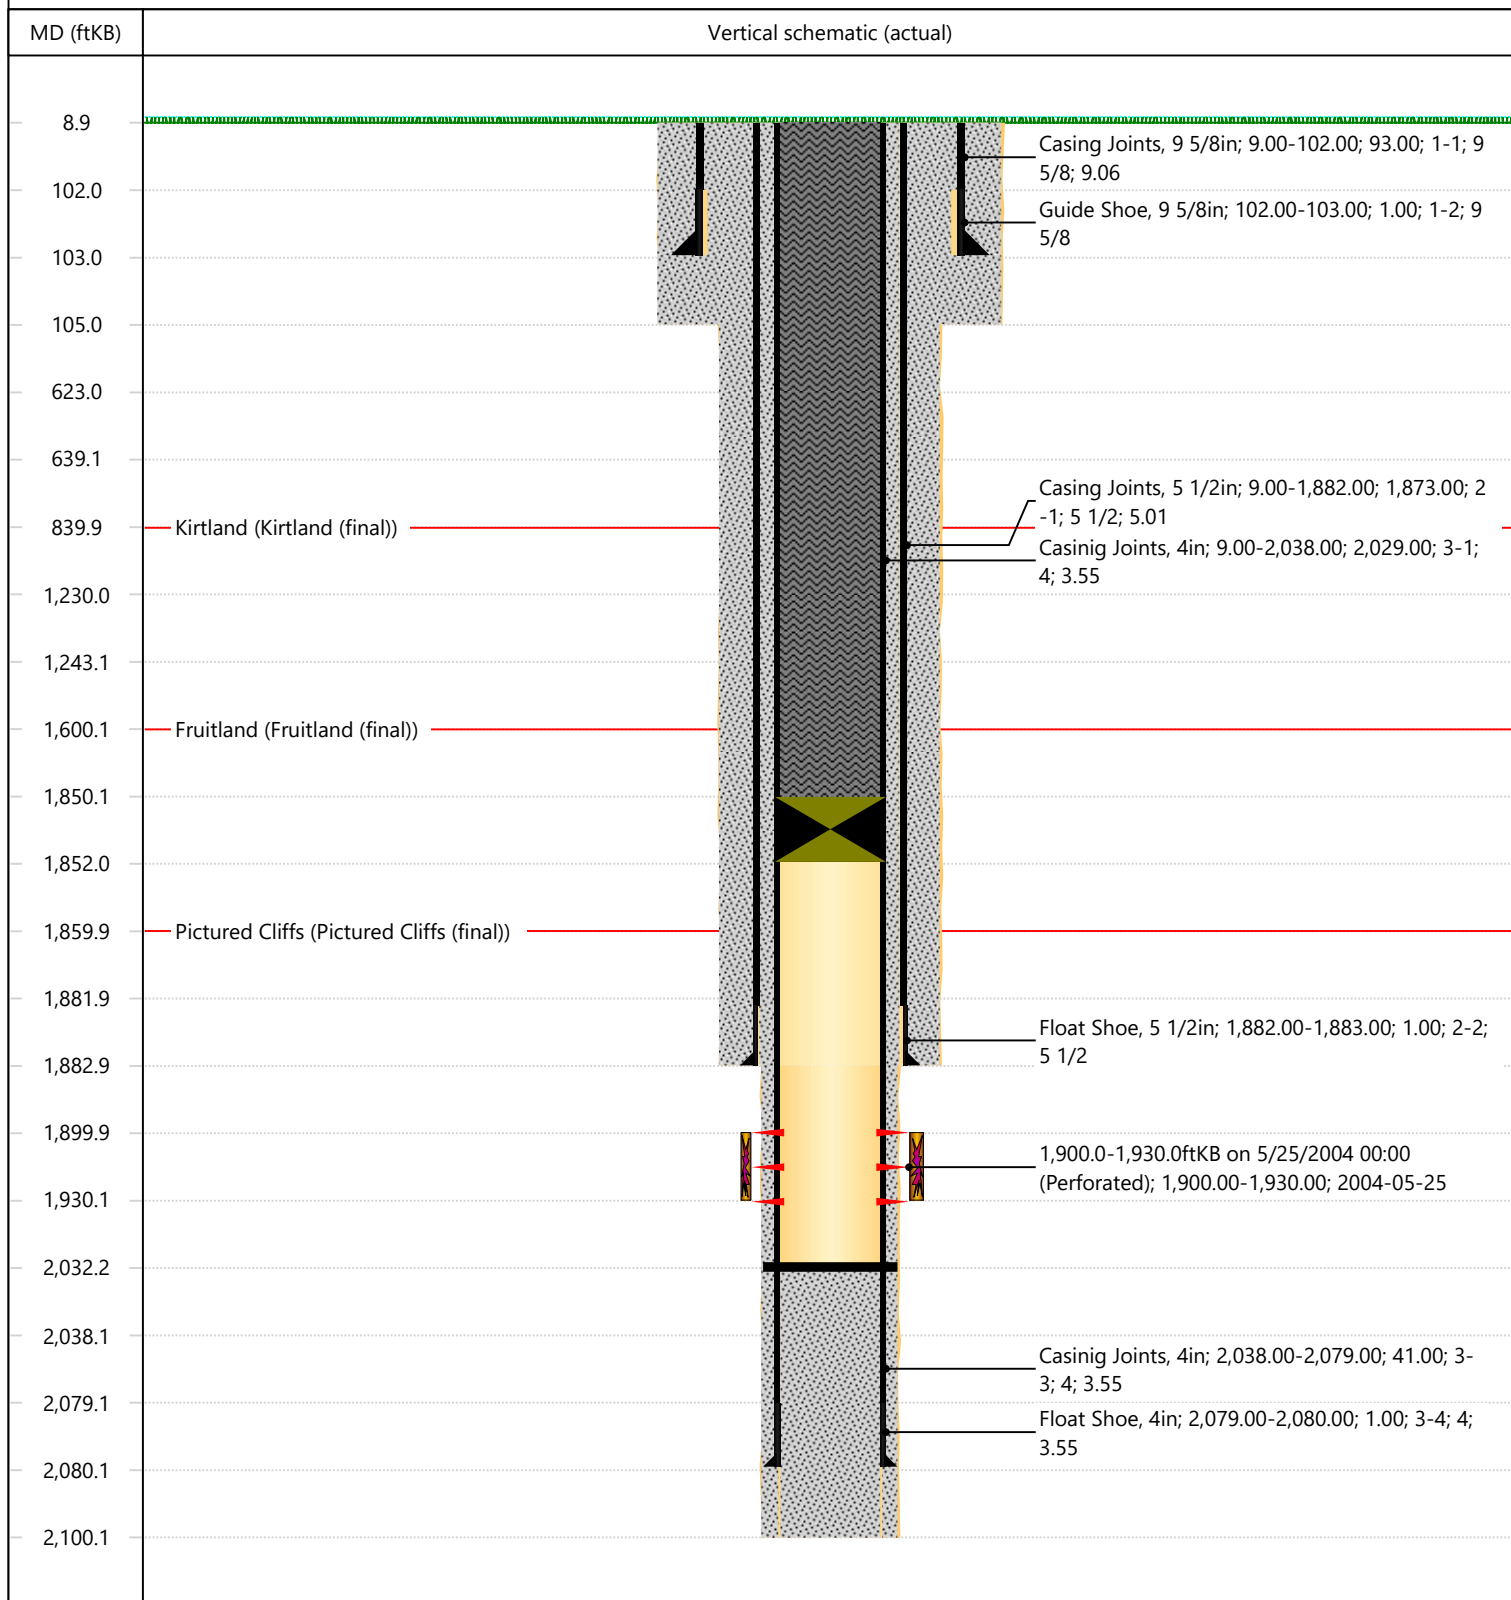 MD (ftKB)
Vertical schematic (actual)
8.9
Casing Joints, 9 5/8in; 9.00-102.00; 93.00; 1-1; 9
5/8; 9.06
102.0
Guide Shoe, 9 5/8in; 102.00-103.00; 1.00; 1-2; 9
5/8
103.0
105.0
623.0
639.1
Casing Joints, 5 1/2in; 9.00-1,882.00; 1,873.00; 2
-1; 5 1/2; 5.01
839.9
Kirtland (Kirtland (final))
Casinig Joints, 4in; 9.00-2,038.00; 2,029.00; 3-1;
4; 3.55
1,230.0
1,243.1
1,600.1
Fruitland (Fruitland (final))
1,850.1
1,852.0
1,859.9
Pictured Cliffs (Pictured Cliffs (final))
1,881.9
Float Shoe, 5 1/2in; 1,882.00-1,883.00; 1.00; 2-2;
5 1/2
1,882.9
1,899.9
1,900.0-1,930.0ftKB on 5/25/2004 00:00
(Perforated); 1,900.00-1,930.00; 2004-05-25
1,930.1
2,032.2
2,038.1
Casinig Joints, 4in; 2,038.00-2,079.00; 41.00; 3-
3; 4; 3.55
2,079.1
Float Shoe, 4in; 2,079.00-2,080.00; 1.00; 3-4; 4;
3.55
2,080.1
2,100.1